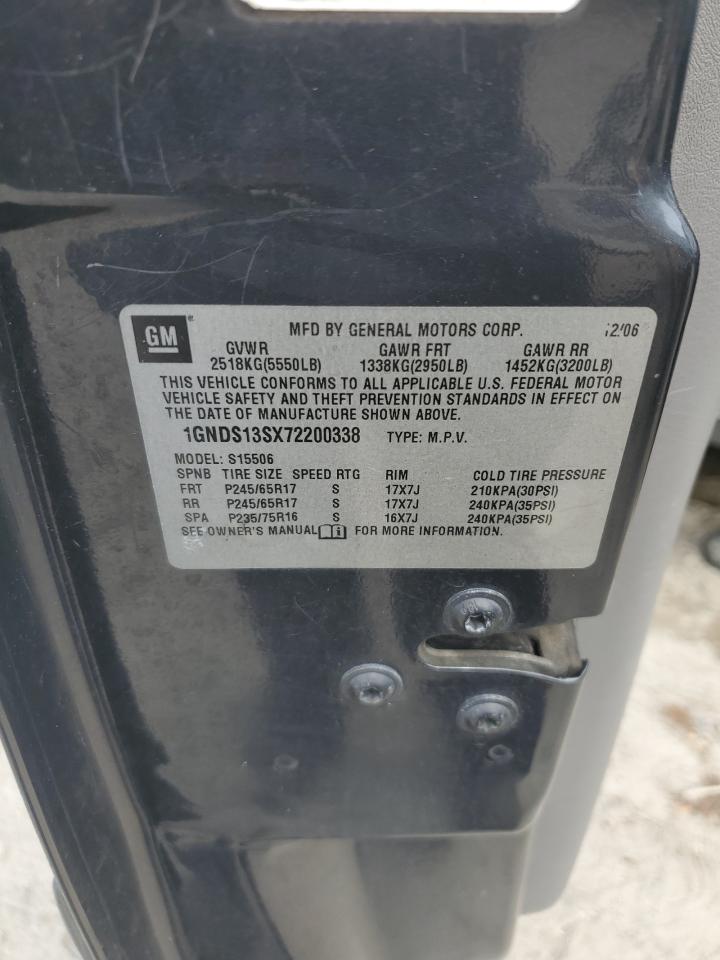 GM
MFD BY GENERAL MOTORS CORP. 12/06
GVWR GAWR FRT GAWR RR
2518KG(5550LB) 1338KG(2950LB) 1452KG(3200LB)
THIS VEHICLE CONFORMS TO ALL APPLICABLE U.S. FEDERAL MOTOR
VEHICLE SAFETY AND THEFT PREVENTION STANDARDS IN EFFECT ON
THE DATE OF MANUFACTURE SHOWN ABOVE.
1GNDS13SX72200338 TYPE: M.P.V.
MODEL: S15506
SPNB TIRE SIZE SPEED RTG RIM COLD TIRE PRESSURE
FRT P245/65R17 S 17X7J 210KPA(30PSI)
RR P245/65R17 S 17X7J 240KPA(35PSI)
SPA P235/75R16 S 16X7J 240KPA(35PSI)
SEE OWNER'S MANUAL FOR MORE INFORMATION.